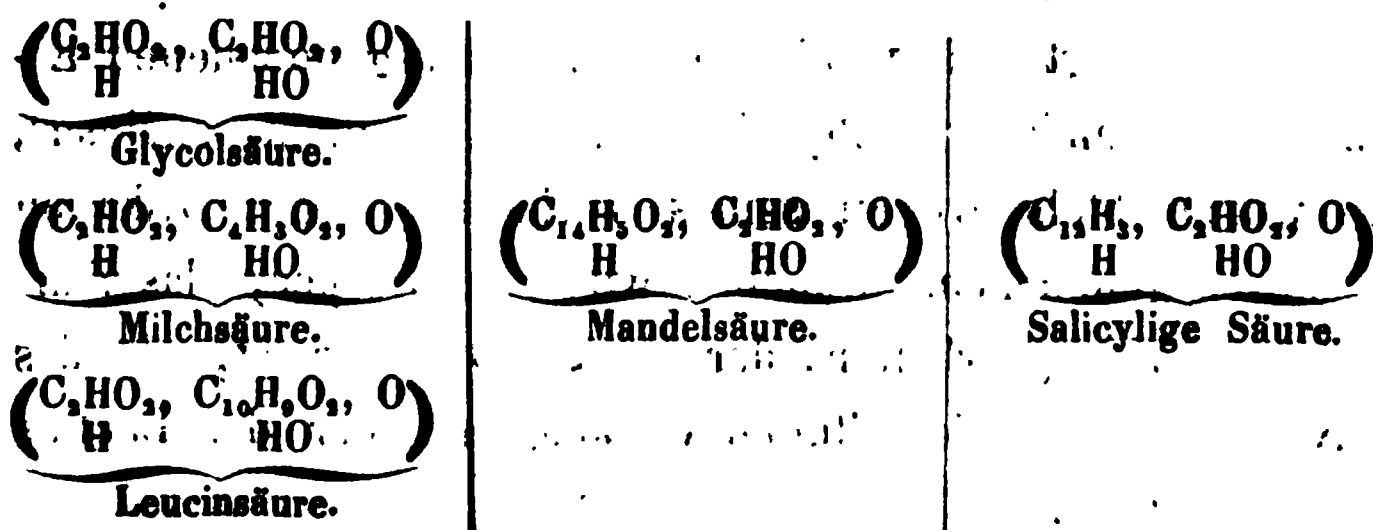 (C₂HO₂, C₂HO₂, O)
H HO
Glycolsäure.
(C₂HO₂, C₄H₃O₂, O)
H HO
Milchsäure.
(C₂HO₂, C₁₀H₉O₂, O)
H HO
Leucinsäure.
(C₁₄H₅O₂, C₂HO₂, O)
H HO
Mandelsäure.
(C₁₂H₃, C₂HO₂, O)
H HO
Salicylige Säure.